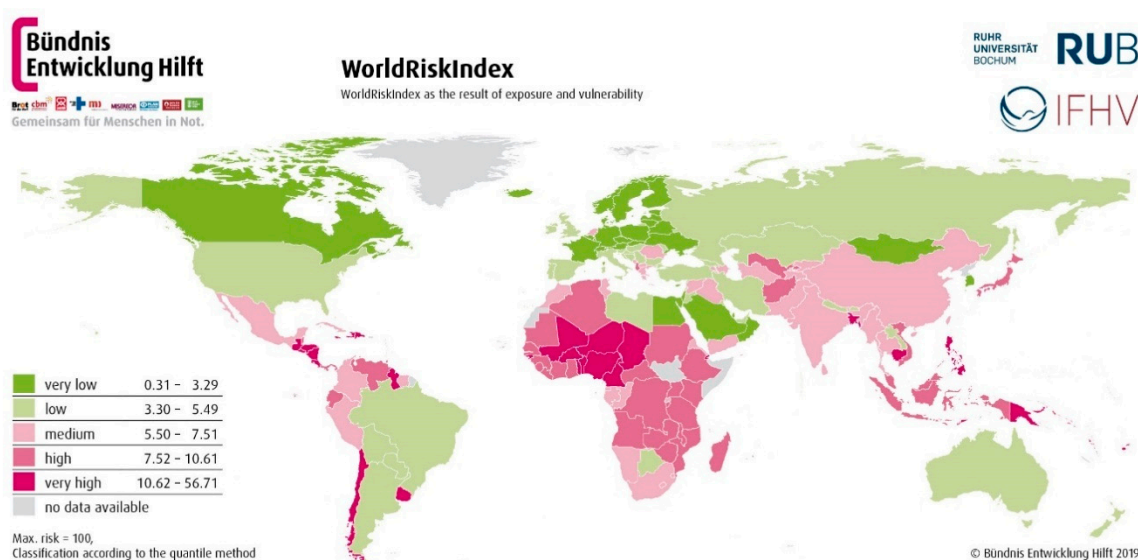 Bündnis
Entwicklung Hilft
Brot
cbm
MISEREOR
Gemeinsam für Menschen in Not.
WorldRiskIndex
WorldRiskIndex as the result of exposure and vulnerability
RUHR
UNIVERSITÄT
BOCHUM
RUB
IFHV
very low 0.31 – 3.29
low 3.30 – 5.49
medium 5.50 – 7.51
high 7.52 – 10.61
very high 10.62 – 56.71
no data available
Max. risk = 100,
Classification according to the quantile method
© Bündnis Entwicklung Hilft 2019